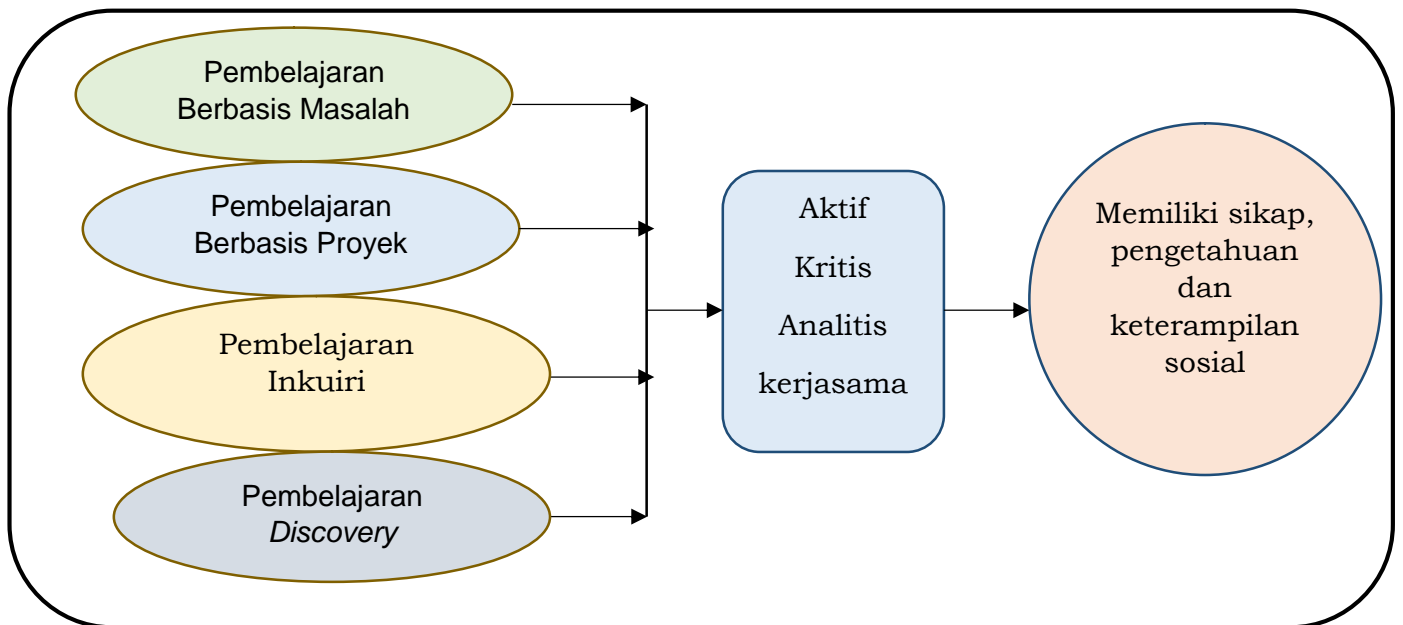 Pembelajaran
Berbasis Masalah
Pembelajaran
Berbasis Proyek
Pembelajaran
Inkuiri
Pembelajaran
Discovery
Aktif
Kritis
Analitis
kerjasama
Memiliki sikap,
pengetahuan
dan
keterampilan
sosial